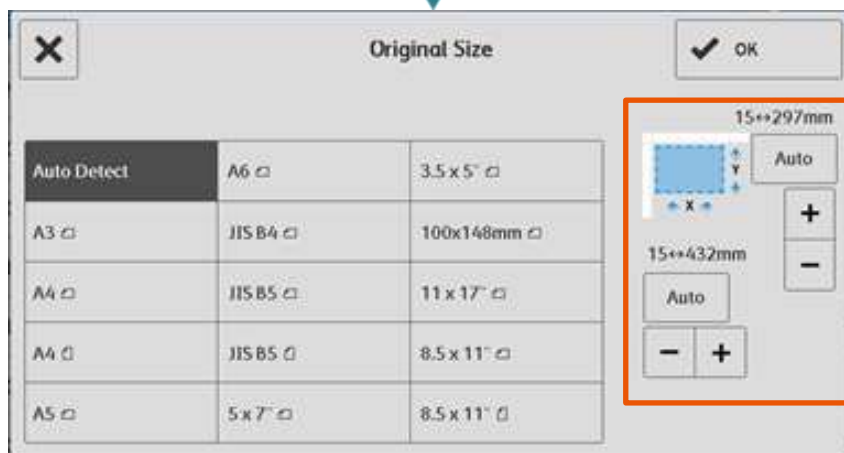 Original Size
OK
15↔297mm
Auto
Y
X
+
−
15↔432mm
Auto
− +
Auto Detect A6 3.5 x 5"
A3 JIS B4 100x148mm
A4 JIS B5 11 x 17"
A4 JIS B5 8.5 x 11"
A5 5 x 7" 8.5 x 11"